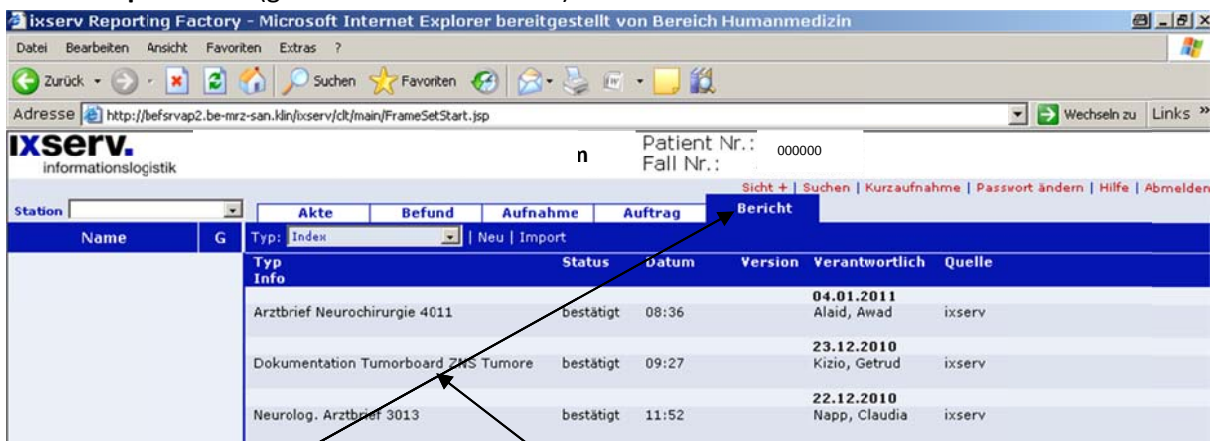 ixserv Reporting Factory - Microsoft Internet Explorer bereitgestellt von Bereich Humanmedizin
Datei Bearbeiten Ansicht Favoriten Extras ?
Zurück Suchen Favoriten
Adresse http://befsrvap2.be-mrz-san.klin/ixserv/clt/main/FrameSetStart.jsp Wechseln zu Links »
ixserv. n Patient Nr.: 000000
informationslogistik Fall Nr.:
Sicht + | Suchen | Kurzaufnahme | Passwort ändern | Hilfe | Abmelden
Station Akte Befund Aufnahme Auftrag Bericht
Name G Typ: Index | Neu | Import
Typ Status Datum Version Verantwortlich Quelle
Info
04.01.2011
Arztbrief Neurochirurgie 4011 bestätigt 08:36 Alaid, Awad ixserv
23.12.2010
Dokumentation Tumorboard ZNS Tumore bestätigt 09:27 Kizio, Getrud ixserv
22.12.2010
Neurolog. Arztbrief 3013 bestätigt 11:52 Napp, Claudia ixserv